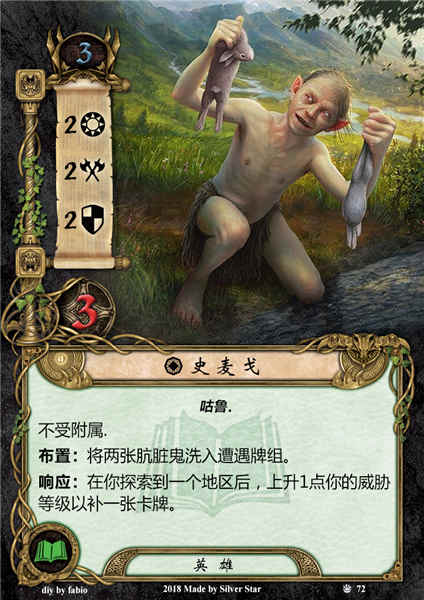 3
2
2
2
3
史麦戈
咕鲁.
不受附属.
布置：将两张肮脏鬼洗入遭遇牌组。
响应：在你探索到一个地区后，上升1点你的威胁
等级以补一张卡牌。
英雄
diy by fabio
2018 Made by Silver Star
72